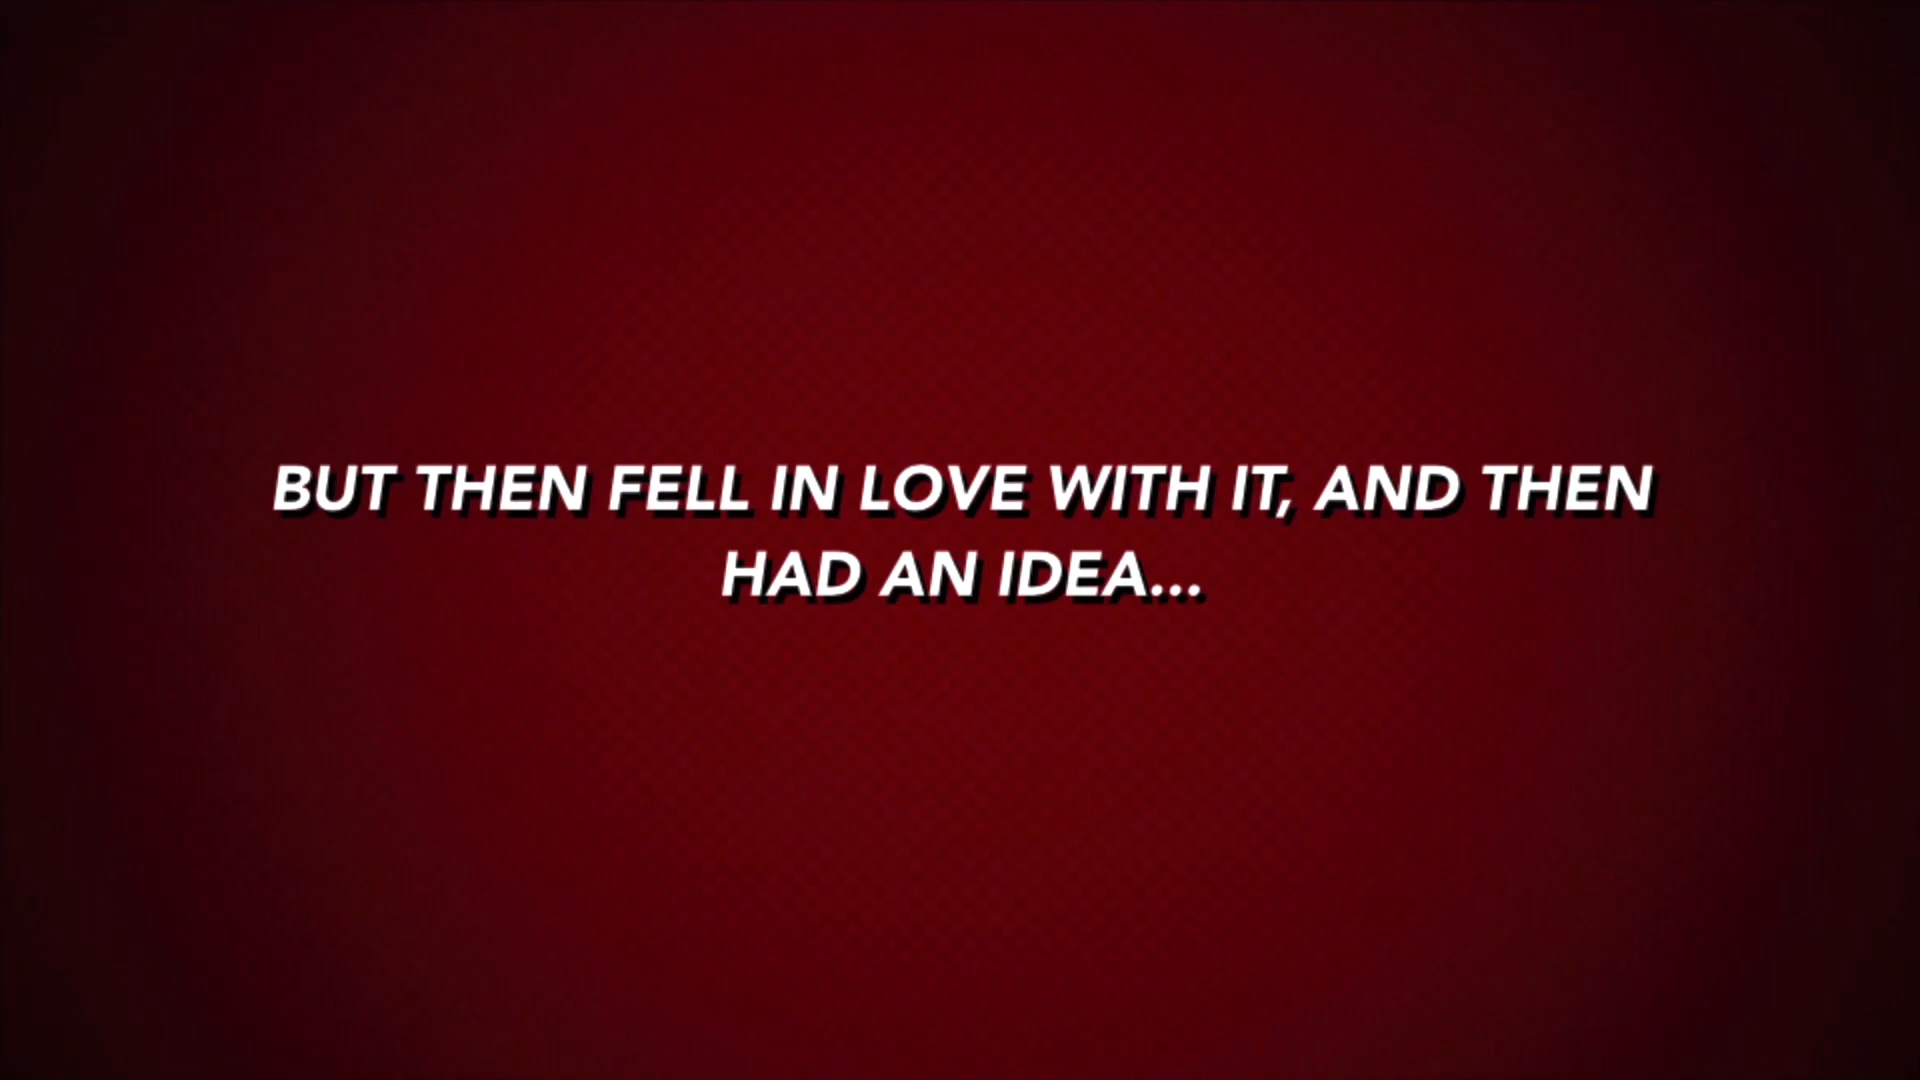 BUT THEN FELL IN LOVE WITH IT, AND THEN
HAD AN IDEA...